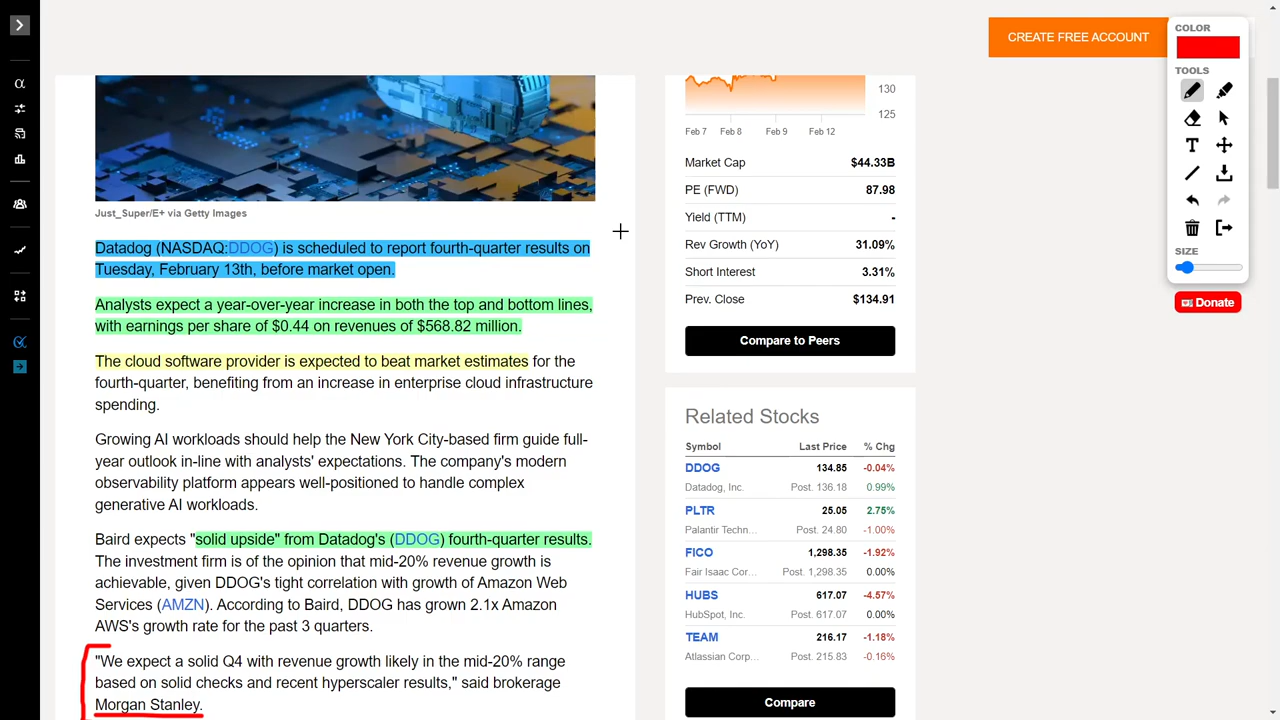 CREATE FREE ACCOUNT
COLOR
TOOLS
SIZE
Donate
Just_Super/E+ via Getty Images
Datadog (NASDAQ:DDOG) is scheduled to report fourth-quarter results on
Tuesday, February 13th, before market open.
Analysts expect a year-over-year increase in both the top and bottom lines,
with earnings per share of $0.44 on revenues of $568.82 million.
The cloud software provider is expected to beat market estimates for the
fourth-quarter, benefiting from an increase in enterprise cloud infrastructure
spending.
Growing AI workloads should help the New York City-based firm guide full-
year outlook in-line with analysts' expectations. The company's modern
observability platform appears well-positioned to handle complex
generative AI workloads.
Baird expects "solid upside" from Datadog's (DDOG) fourth-quarter results.
The investment firm is of the opinion that mid-20% revenue growth is
achievable, given DDOG's tight correlation with growth of Amazon Web
Services (AMZN). According to Baird, DDOG has grown 2.1x Amazon
AWS's growth rate for the past 3 quarters.
"We expect a solid Q4 with revenue growth likely in the mid-20% range
based on solid checks and recent hyperscaler results," said brokerage
Morgan Stanley.
130
125
Feb 7 Feb 8 Feb 9 Feb 12
Market Cap $44.33B
PE (FWD) 87.98
Yield (TTM) -
Rev Growth (YoY) 31.09%
Short Interest 3.31%
Prev. Close $134.91
Compare to Peers
Related Stocks
Symbol Last Price % Chg
DDOG 134.85 -0.04%
Datadog, Inc. Post. 136.18 0.99%
PLTR 25.05 2.75%
Palantir Techn... Post. 24.80 -1.00%
FICO 1,298.35 -1.92%
Fair Isaac Cor... Post. 1,298.35 0.00%
HUBS 617.07 -4.57%
HubSpot, Inc. Post. 617.07 0.00%
TEAM 216.17 -1.18%
Atlassian Corp... Post. 215.83 -0.16%
Compare